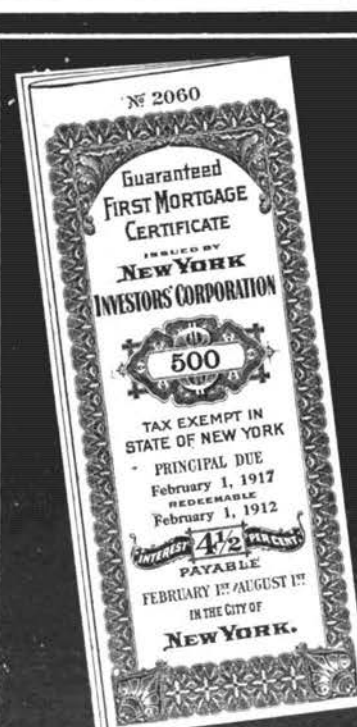 Nº 2060
Guaranteed
FIRST MORTGAGE
CERTIFICATE
ISSUED BY
NEW YORK
INVESTORS' CORPORATION
500
TAX EXEMPT IN
STATE OF NEW YORK
PRINCIPAL DUE
February 1, 1917
REDEEMABLE
February 1, 1912
INTEREST 4½ PER CENT.
PAYABLE
FEBRUARY 1ST / AUGUST 1ST
IN THE CITY OF
NEW YORK.